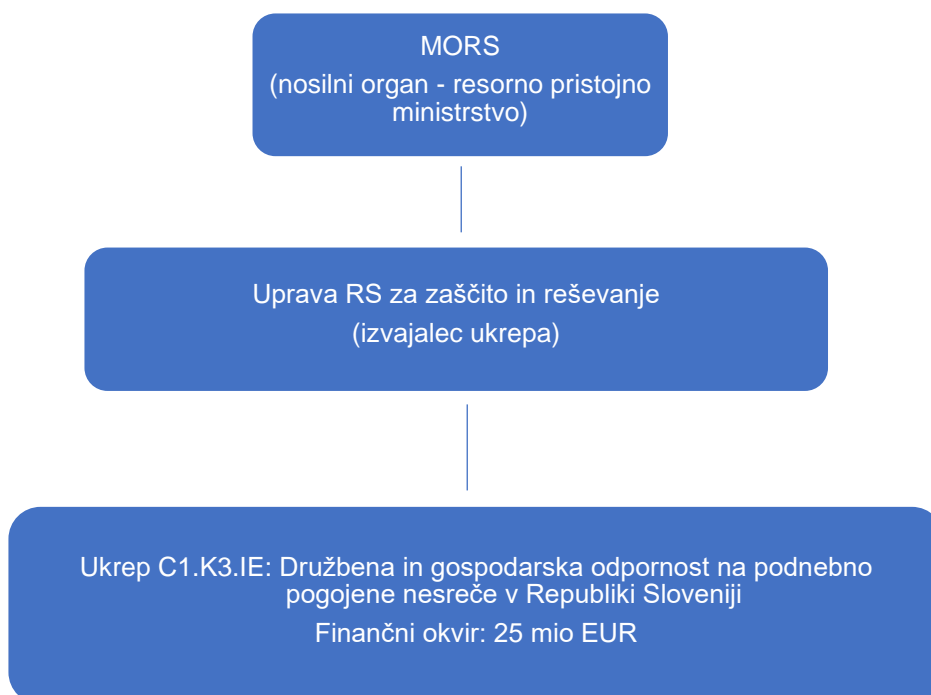 MORS
(nosilni organ - resorno pristojno
ministrstvo)
Uprava RS za zaščito in reševanje
(izvajalec ukrepa)
Ukrep C1.K3.IE: Družbena in gospodarska odpornost na podnebno
pogojene nesreče v Republiki Sloveniji
Finančni okvir: 25 mio EUR